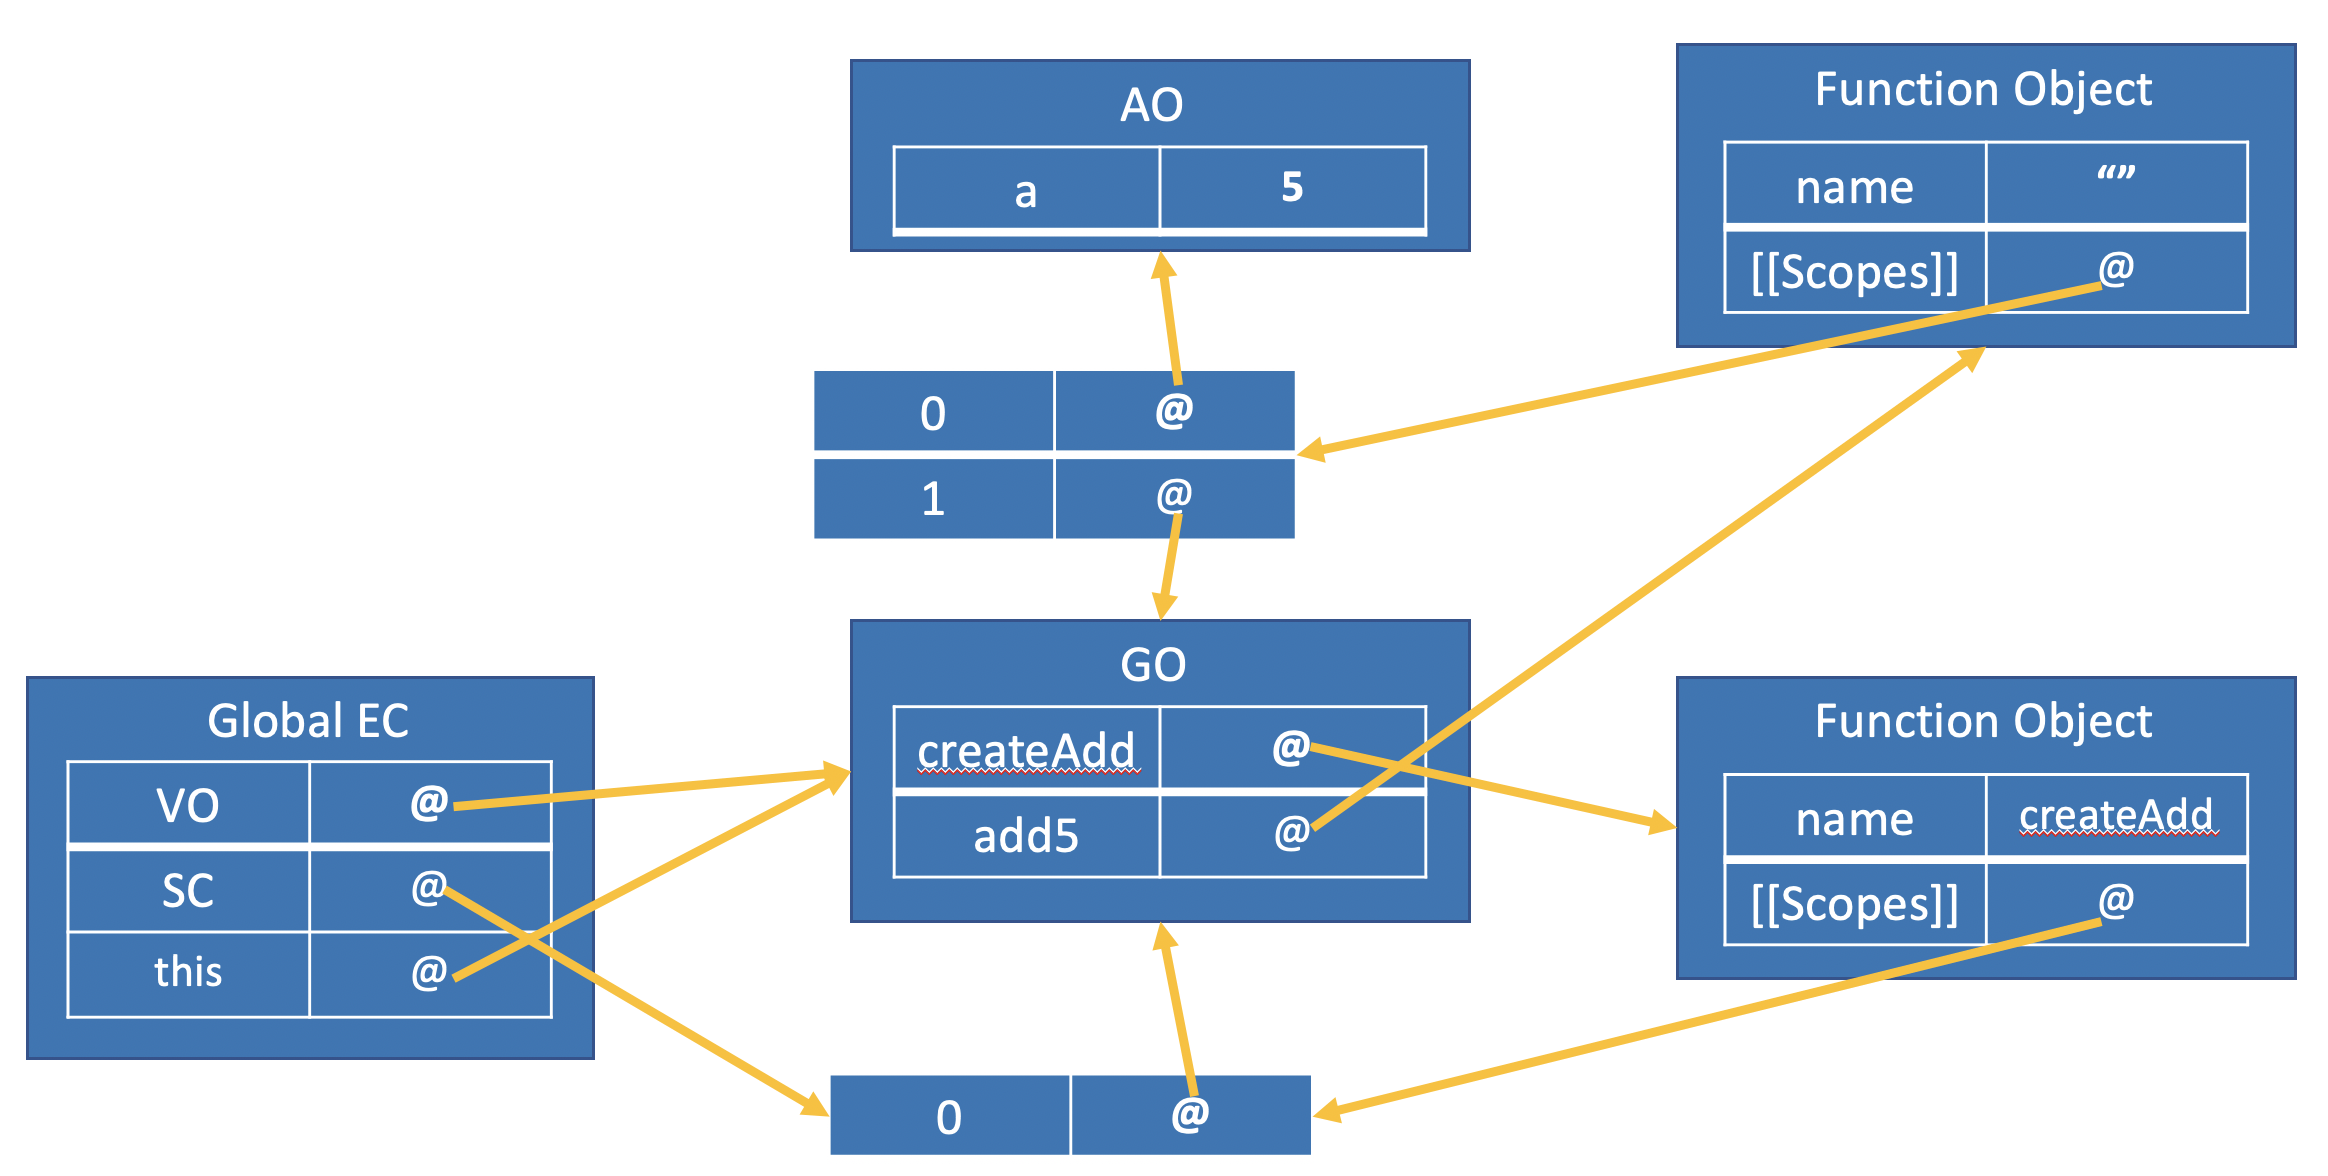 AO
a 5
Function Object
name “”
[[Scopes]] @
0 @
1 @
GO
createAdd @
add5 @
Global EC
VO @
SC @
this @
Function Object
name createAdd
[[Scopes]] @
0 @